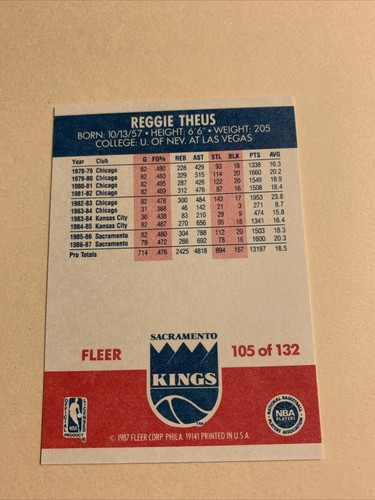 REGGIE THEUS
BORN: 10/13/57 • HEIGHT: 6'6" • WEIGHT: 205
COLLEGE: U. OF NEV. AT LAS VEGAS
Year Club G FG% REB AST STL BLK PTS AVG
1978-79 Chicago 82 .480 228 429 93 18 1338 16.3
1979-80 Chicago 82 .483 329 515 114 20 1660 20.2
1980-81 Chicago 82 .495 287 426 122 20 1549 18.9
1981-82 Chicago 82 .469 312 476 87 16 1508 18.4
1982-83 Chicago 82 .478 300 484 143 17 1953 23.8
1983-84 Chicago 31 .368 46 142 21 3 271 8.7
1983-84 Kansas City 30 .438 83 210 29 9 474 15.8
1984-85 Kansas City 82 .487 270 656 95 18 1341 16.4
1985-86 Sacramento 82 .480 304 788 112 20 1503 18.3
1986-87 Sacramento 79 .472 266 692 78 16 1600 20.3
Pro Totals 714 .476 2425 4818 894 157 13197 18.5
SACRAMENTO
FLEER 105 of 132
KINGS
TM
NBA
PRODUCT
NATIONAL BASKETBALL
NBA
PLAYERS
PLAYERS ASSOCIATION
© 1987 FLEER CORP. PHILA. 19141 PRINTED IN U.S.A.